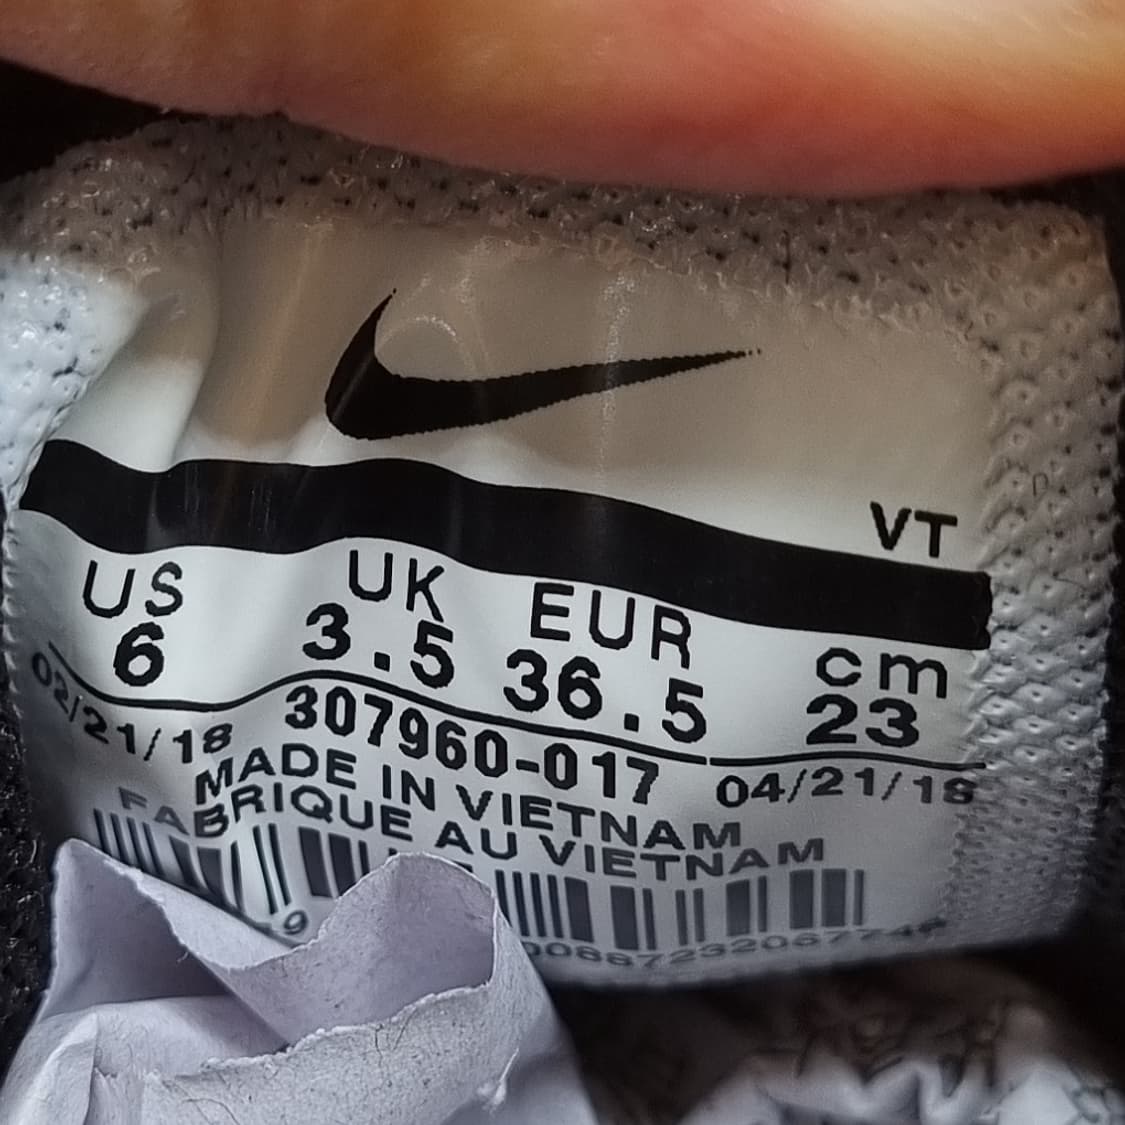 VT
US UK EUR cm
6 3.5 36.5 23
02/21/18 307960-017 04/21/18
MADE IN VIETNAM
FABRIQUE AU VIETNAM